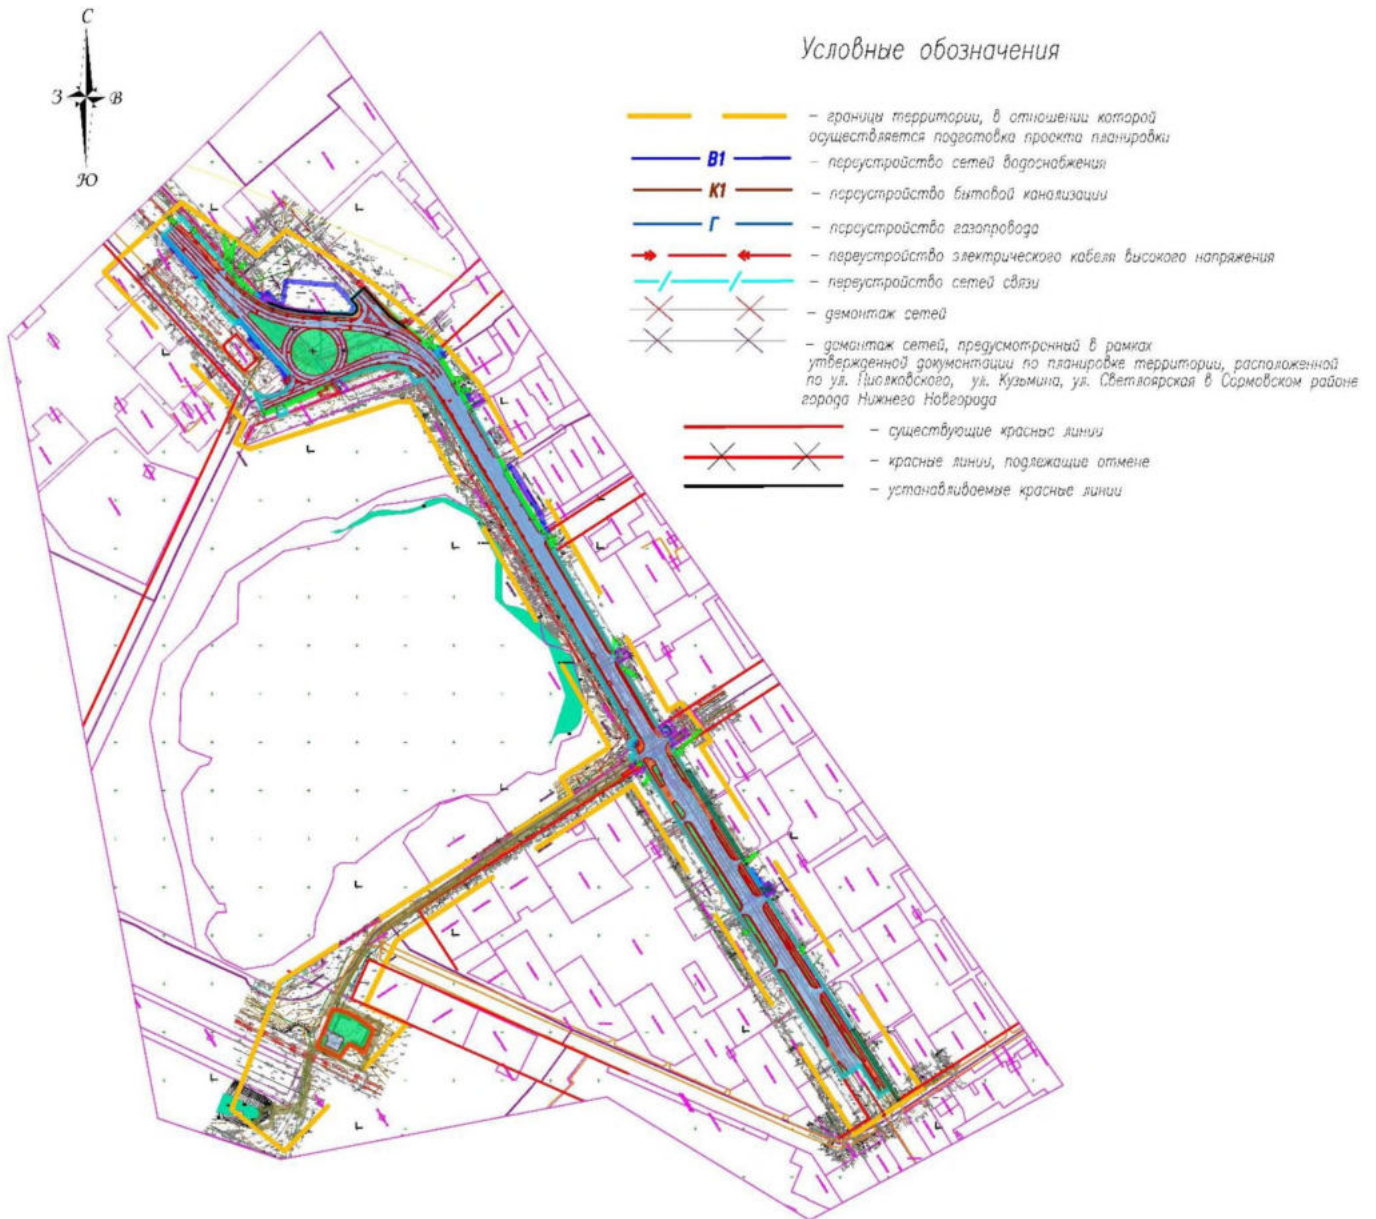 С
З В
Ю
Условные обозначения
– границы территории, в отношении которой
осуществляется подготовка проекта планировки
В1 – переустройство сетей водоснабжения
К1 – переустройство бытовой канализации
Г – переустройство газопровода
– переустройство электрического кабеля высокого напряжения
– переустройство сетей связи
– демонтаж сетей
– демонтаж сетей, предусмотренный в рамках
утвержденной документации по планировке территории, расположенной
по ул. Циолковского, ул. Кузьмина, ул. Светлоярская в Сормовском районе
города Нижнего Новгорода
– существующие красные линии
– красные линии, подлежащие отмене
– устанавливаемые красные линии